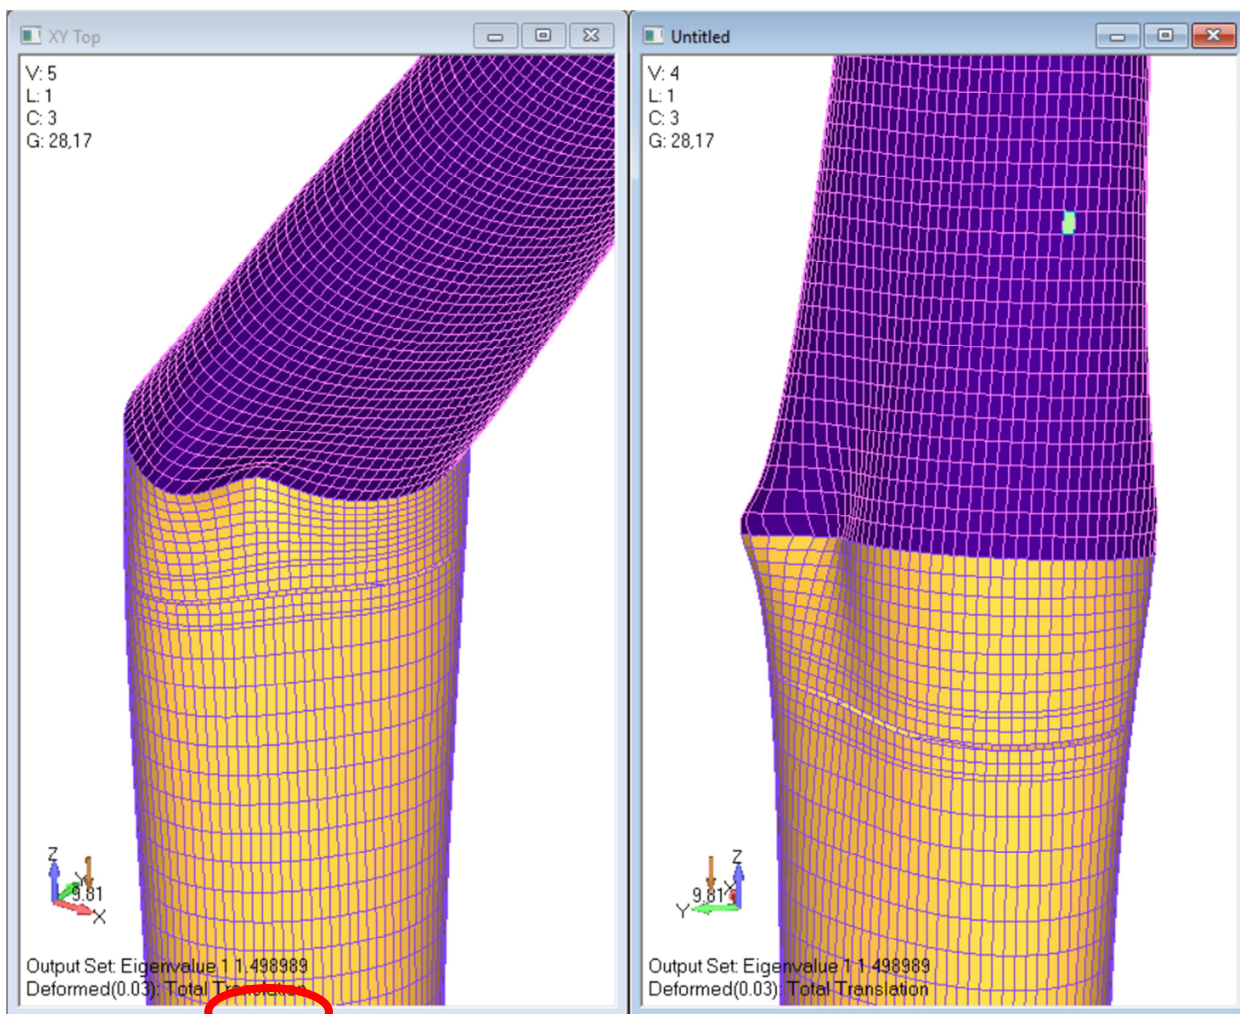 XY Top
V: 5
L: 1
C: 3
G: 28,17
Z
Y
9.81
X
Output Set: Eigenvalue 1 1.498989
Deformed(0.03): Total Translation
Untitled
V: 4
L: 1
C: 3
G: 28,17
Z
9.81
X
Y
Output Set: Eigenvalue 1 1.498989
Deformed(0.03): Total Translation